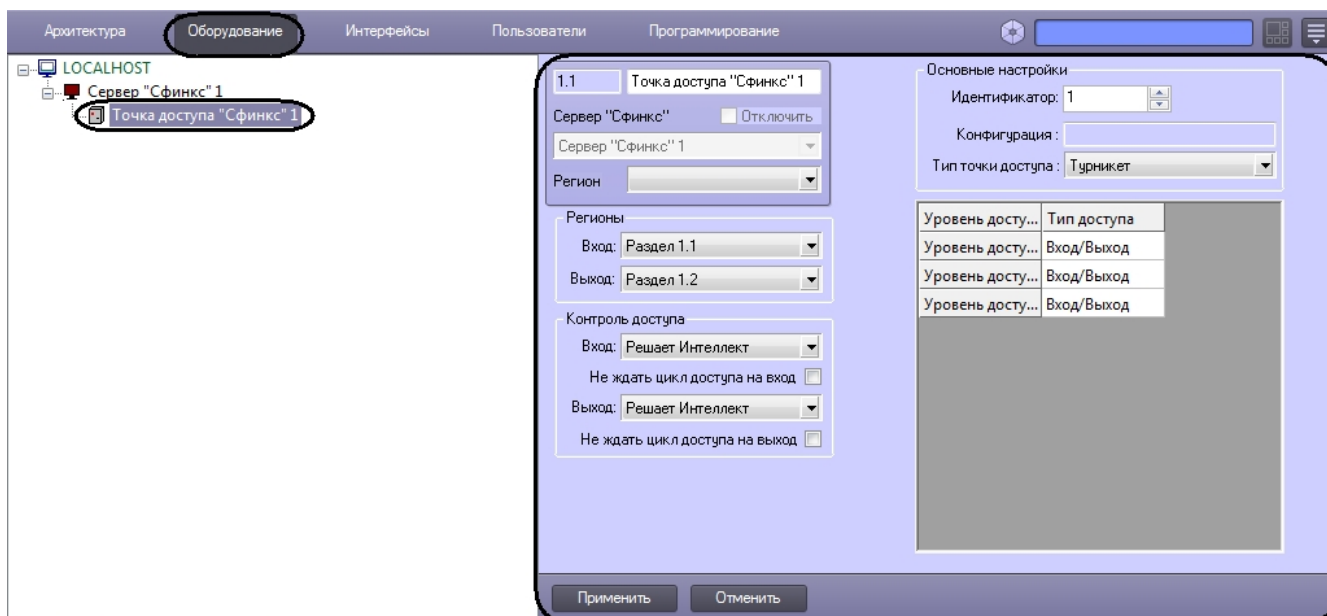 Архитектура Оборудование Интерфейсы Пользователи Программирование
LOCALHOST
Сервер "Сфинкс" 1
Точка доступа "Сфинкс" 1
1.1 Точка доступа "Сфинкс" 1
Сервер "Сфинкс" Отключить
Сервер "Сфинкс" 1
Регион
Регионы
Вход: Раздел 1.1
Выход: Раздел 1.2
Контроль доступа
Вход: Решает Интеллект
Не ждать цикл доступа на вход
Выход: Решает Интеллект
Не ждать цикл доступа на выход
Основные настройки
Идентификатор: 1
Конфигурация :
Тип точки доступа : Турникет
Уровень досту... Тип доступа
Уровень досту... Вход/Выход
Уровень досту... Вход/Выход
Уровень досту... Вход/Выход
Применить Отменить